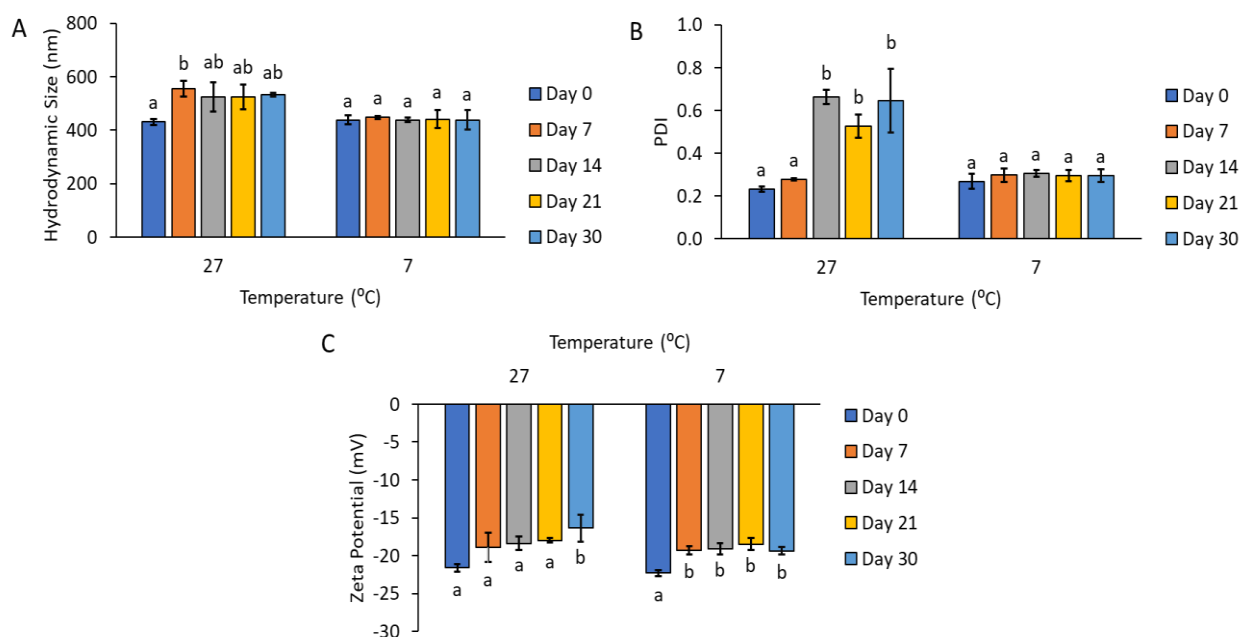 A
Hydrodynamic Size (nm)
800
600
400
200
0
a
b
ab
ab
ab
a
a
a
a
a
27
7
Temperature (⁰C)
Day 0
Day 7
Day 14
Day 21
Day 30
B
PDI
1.0
0.8
0.6
0.4
0.2
0.0
a
a
b
b
b
a
a
a
a
a
27
7
Temperature (⁰C)
Day 0
Day 7
Day 14
Day 21
Day 30
C
Temperature (⁰C)
27
7
Zeta Potential (mV)
0
-5
-10
-15
-20
-25
-30
a
a
a
a
b
a
b
b
b
b
Day 0
Day 7
Day 14
Day 21
Day 30